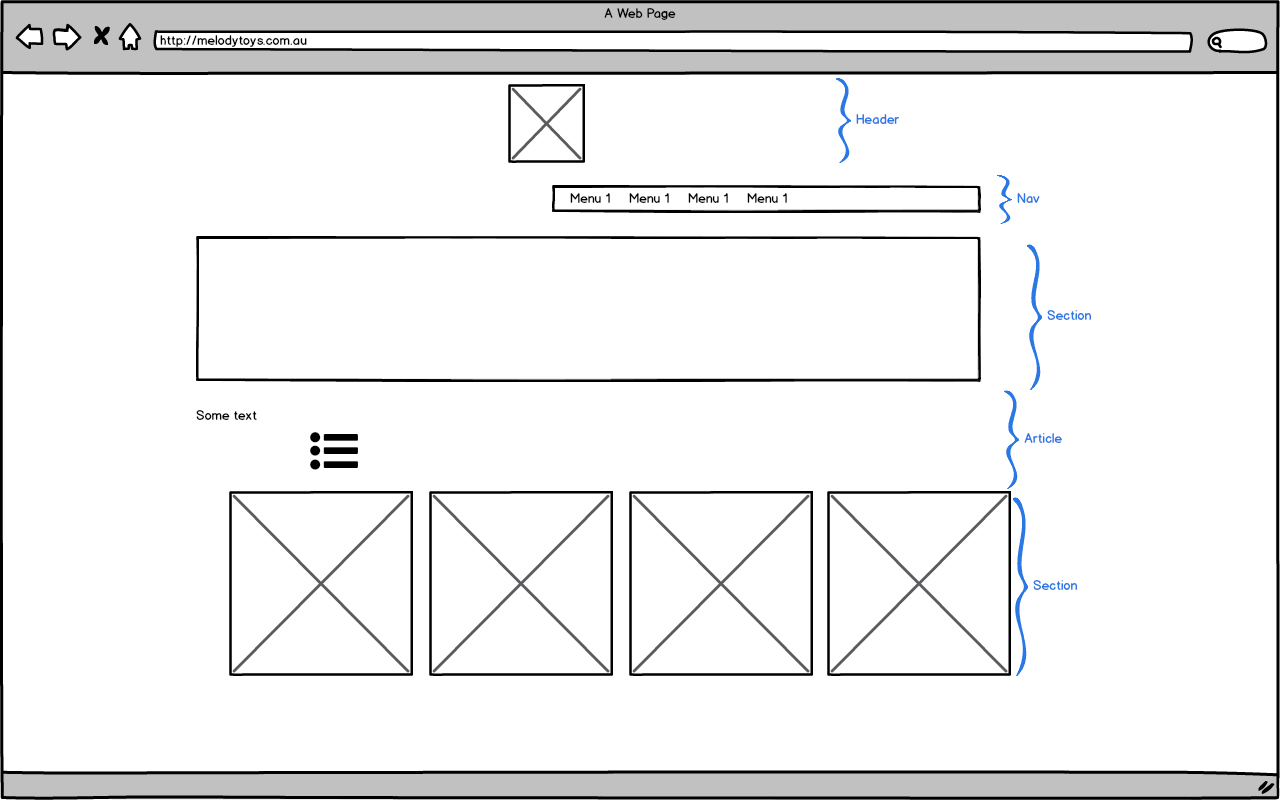 A Web Page
http://melodytoys.com.au
Header
Menu 1 Menu 1 Menu 1 Menu 1
Nav
Section
Some text
Article
Section